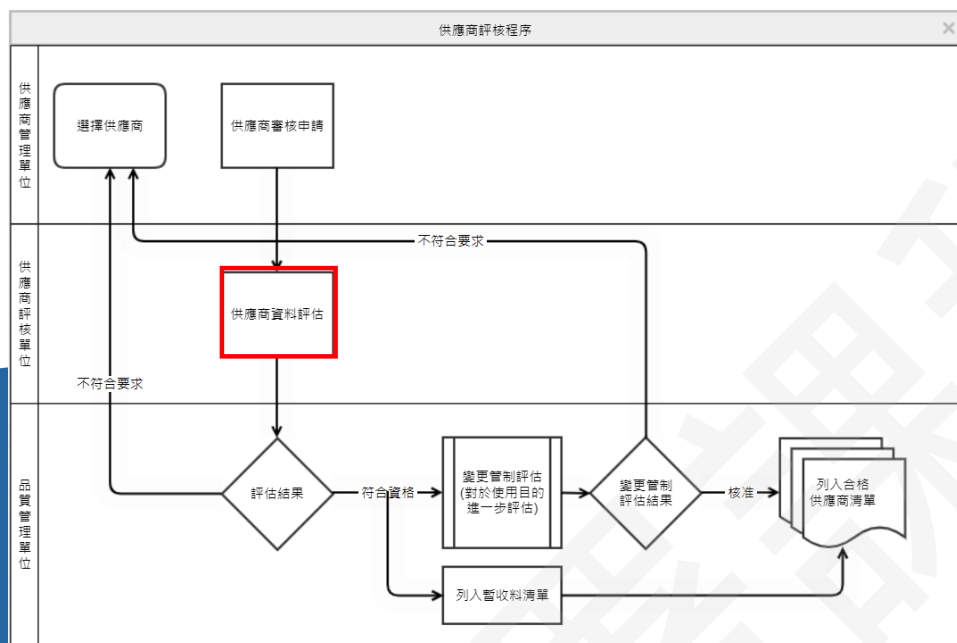 供應商評核程序
供應商管理單位
選擇供應商
供應商審核申請
不符合要求
供應商評核單位
供應商資料評估
不符合要求
品質管理單位
評估結果
符合資格
變更管制評估
(對於使用目的
進一步評估)
變更管制
評估結果
核准
列入合格
供應商清單
列入暫收料清單